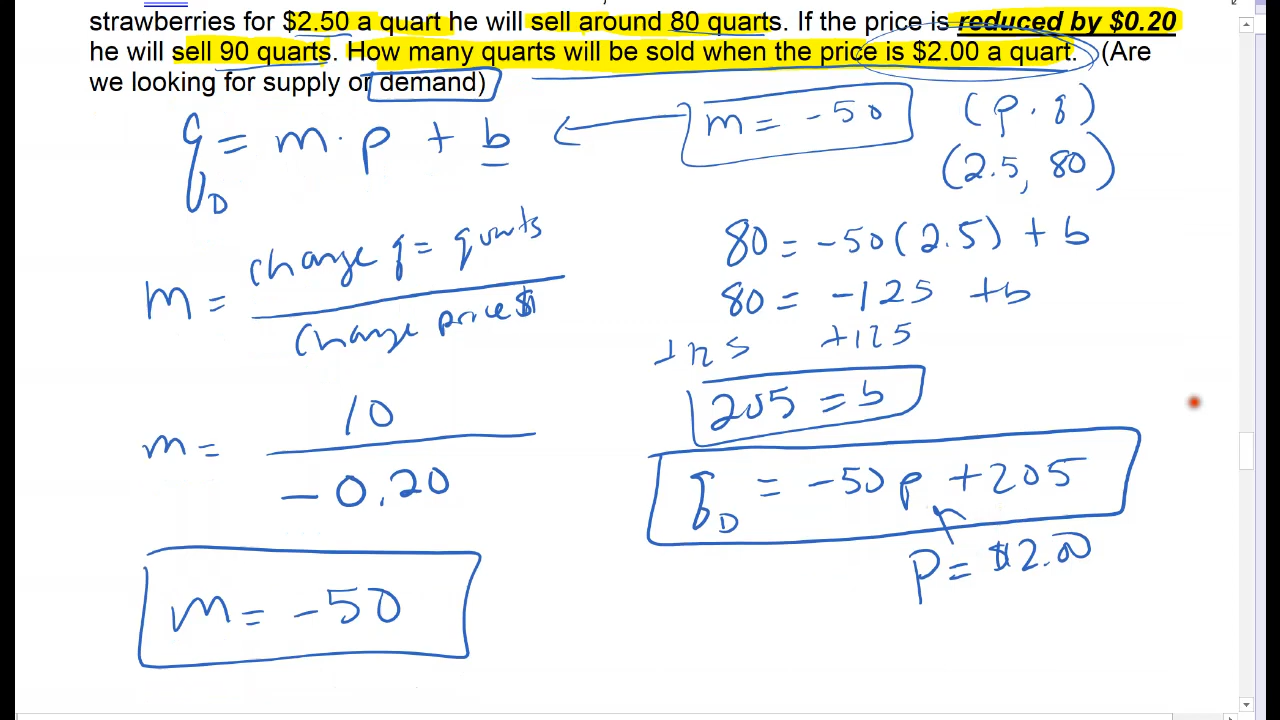 strawberries for $2.50 a quart he will sell around 80 quarts. If the price is reduced by $0.20
he will sell 90 quarts. How many quarts will be sold when the price is $2.00 a quart. (Are
we looking for supply or demand)
q_D = m · p + b
m = -50
(p, q)
(2.5, 80)
m = change q = quarts / change price $
m = 10 / -0.20
m = -50
80 = -50(2.5) + b
80 = -125 + b
+125 +125
205 = b
q_D = -50p + 205
p = $2.00